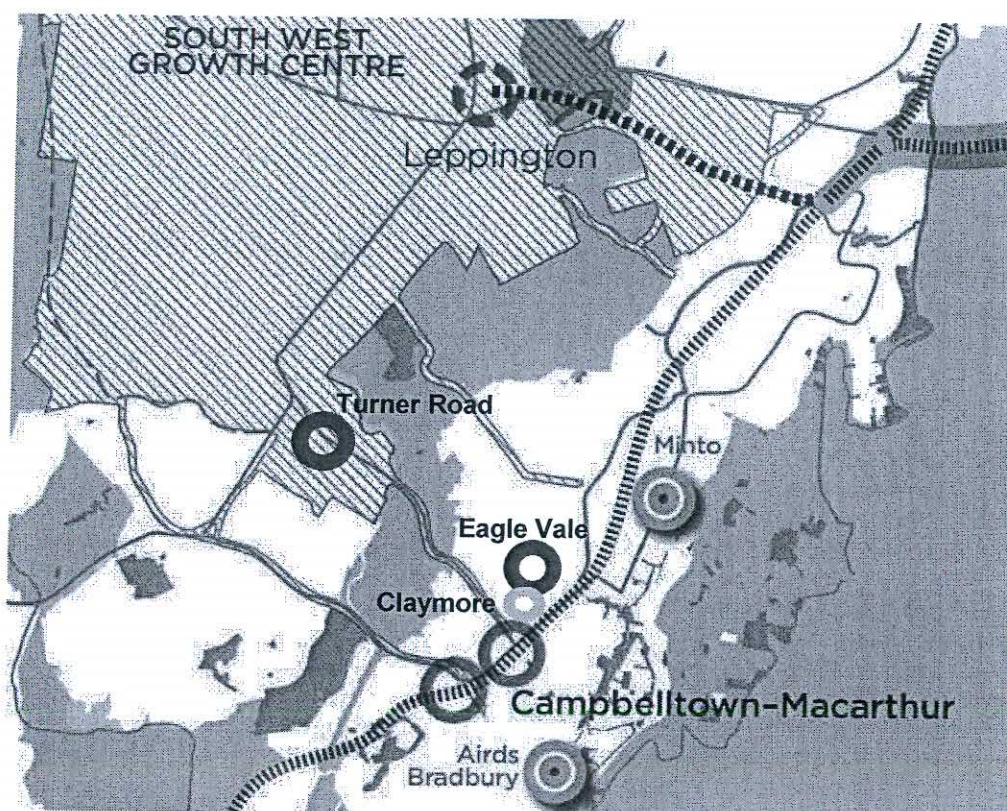 SOUTH WEST
GROWTH CENTRE
Leppington
Turner Road
Minto
Eagle Vale
Claymore
Campbelltown–Macarthur
Airds
Bradbury